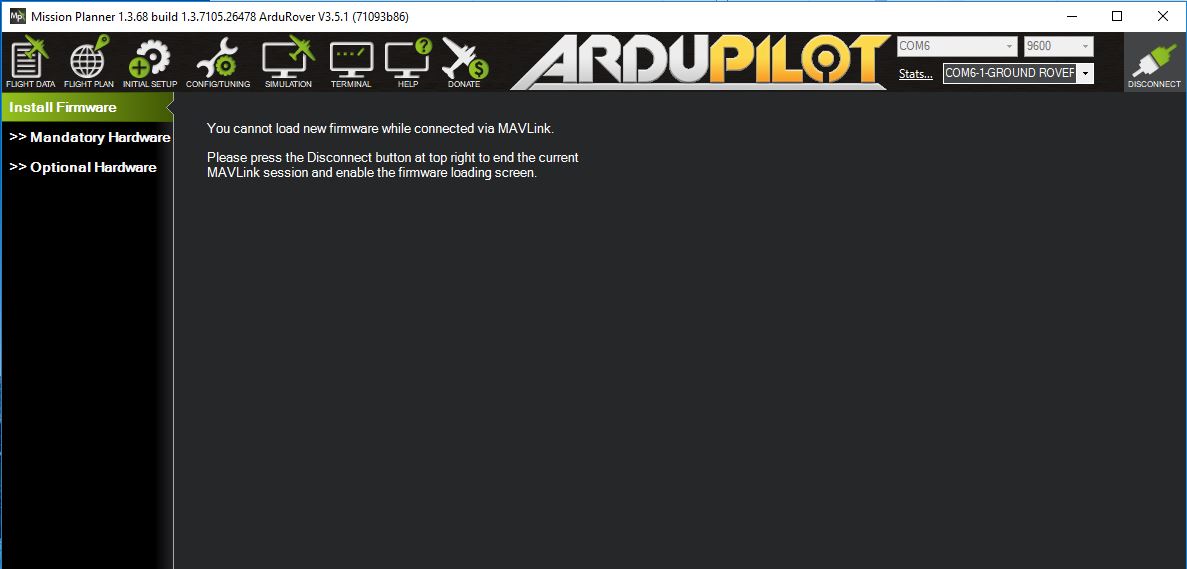 Mission Planner 1.3.68 build 1.3.7105.26478 ArduRover V3.5.1 (71093b86)
FLIGHT DATA
FLIGHT PLAN
INITIAL SETUP
CONFIG/TUNING
SIMULATION
TERMINAL
HELP
DONATE
ARDUPILOT
COM6
9600
Stats...
COM6-1-GROUND ROVER
DISCONNECT
Install Firmware
>> Mandatory Hardware
>> Optional Hardware
You cannot load new firmware while connected via MAVLink.
Please press the Disconnect button at top right to end the current
MAVLink session and enable the firmware loading screen.